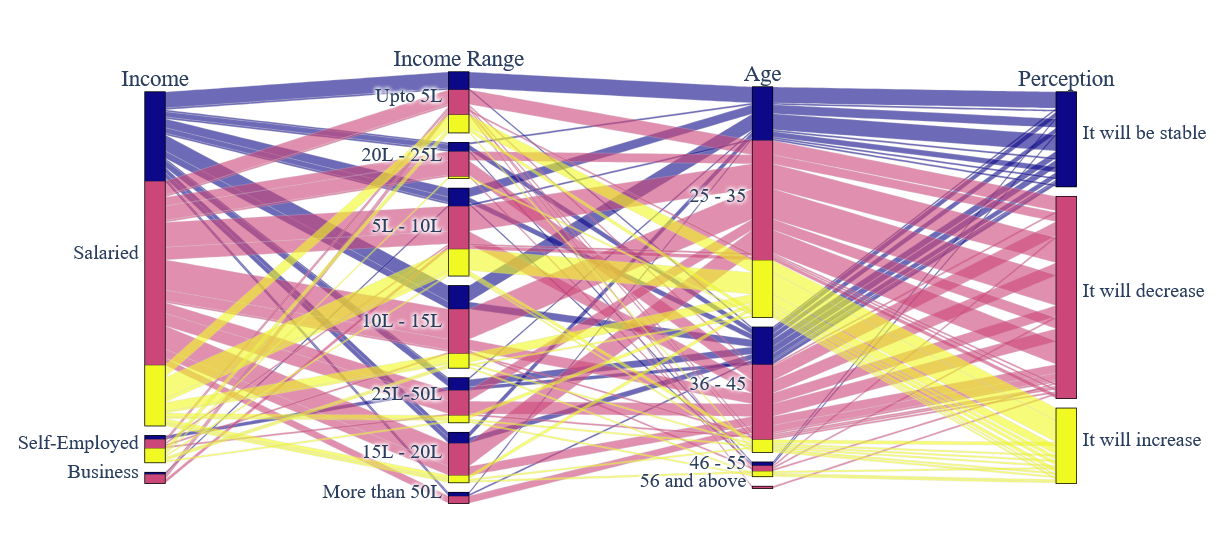 Income
Salaried
Self-Employed
Business
Income Range
Upto 5L
20L - 25L
5L - 10L
10L - 15L
25L-50L
15L - 20L
More than 50L
Age
25 - 35
36 - 45
46 - 55
56 and above
Perception
It will be stable
It will decrease
It will increase